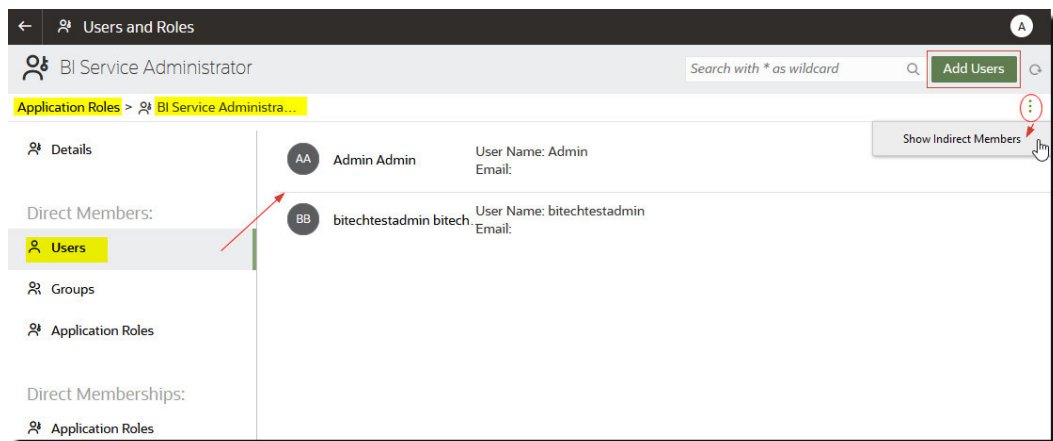 Users and Roles
A
BI Service Administrator
Search with * as wildcard
Add Users
Application Roles > BI Service Administra...
Show Indirect Members
Details
AA
Admin Admin
User Name: Admin
Email:
Direct Members:
BB
bitechtestadmin bitech...
User Name: bitechtestadmin
Email:
Users
Groups
Application Roles
Direct Memberships:
Application Roles